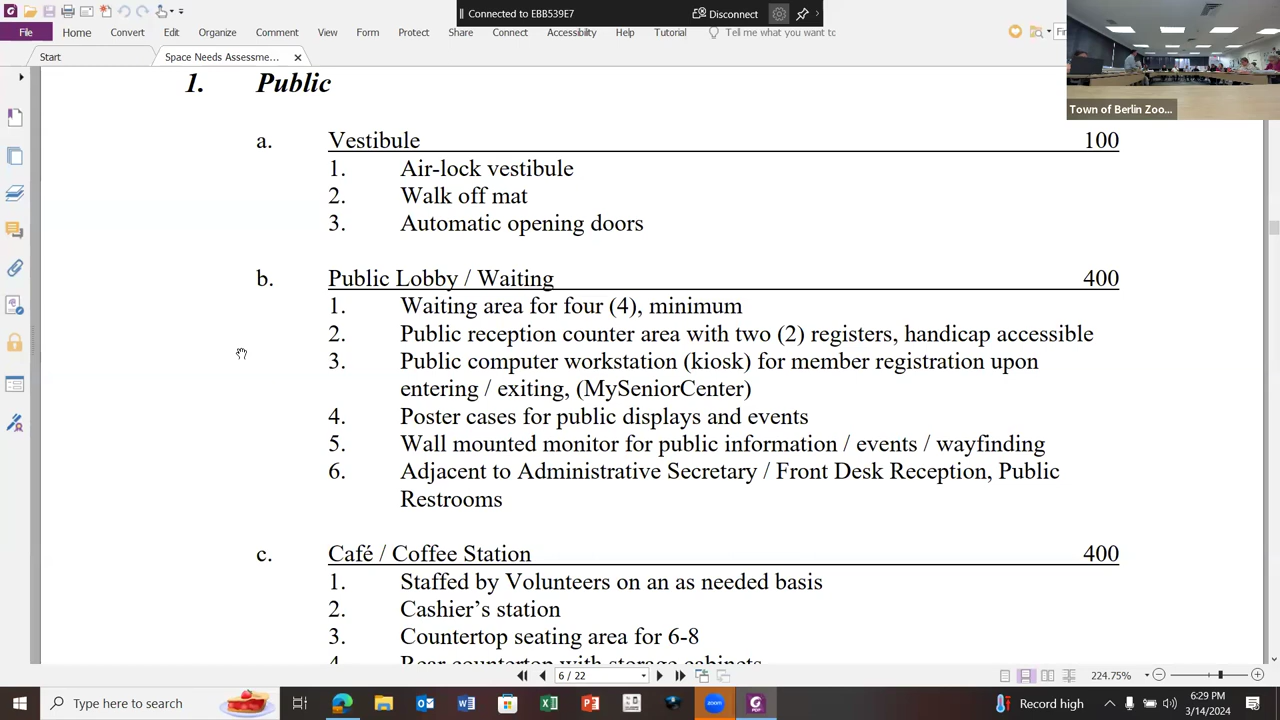 Connected to EBB539E7
Disconnect
File Home Convert Edit Organize Comment View Form Protect Share Connect Accessibility Help Tutorial Tell me what you want to
Start
Space Needs Assessme...
Town of Berlin Zoo...
1. Public
a. Vestibule 100
1. Air-lock vestibule
2. Walk off mat
3. Automatic opening doors
b. Public Lobby / Waiting 400
1. Waiting area for four (4), minimum
2. Public reception counter area with two (2) registers, handicap accessible
3. Public computer workstation (kiosk) for member registration upon
entering / exiting, (MySeniorCenter)
4. Poster cases for public displays and events
5. Wall mounted monitor for public information / events / wayfinding
6. Adjacent to Administrative Secretary / Front Desk Reception, Public
Restrooms
c. Café / Coffee Station 400
1. Staffed by Volunteers on an as needed basis
2. Cashier's station
3. Countertop seating area for 6-8
4. Rear countertop with storage cabinets
6 / 22
224.75%
Type here to search
zoom
Record high
6:29 PM
3/14/2024